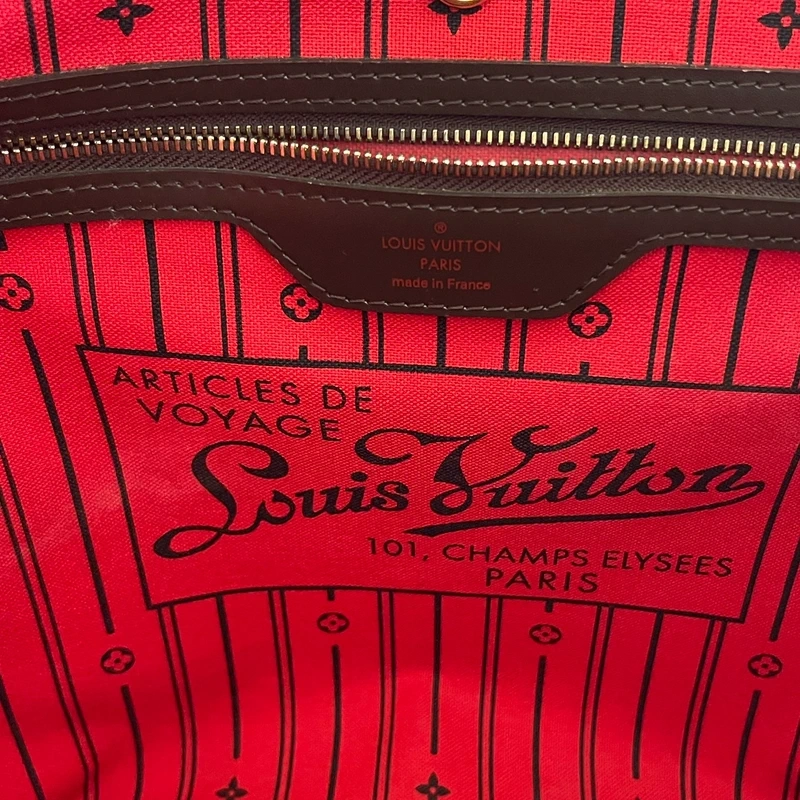 ®
LOUIS VUITTON
PARIS
made in France
ARTICLES DE
VOYAGE
Louis Vuitton
101, CHAMPS ELYSEES
PARIS